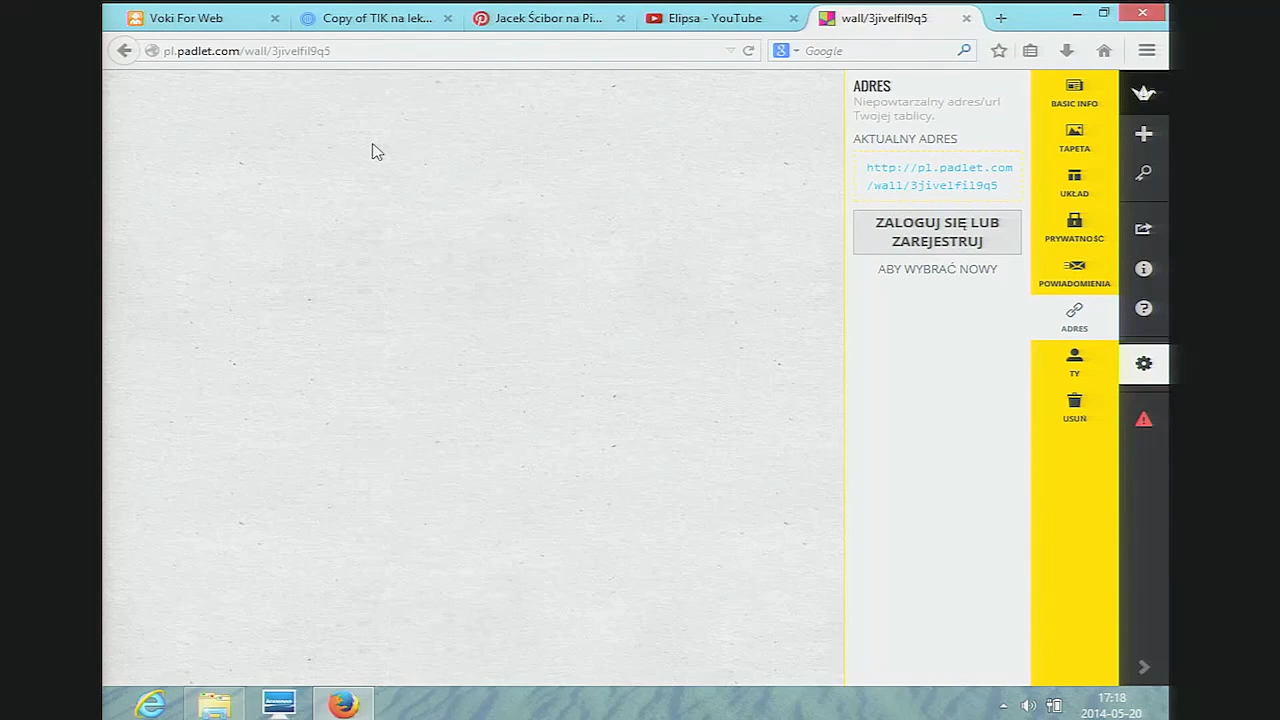 Voki For Web
Copy of TIK na lek...
Jacek Ścibor na Pi...
Elipsa - YouTube
wall/3jivelfil9q5
pl.padlet.com/wall/3jivelfil9q5
Google
ADRES
Niepowtarzalny adres/url
Twojej tablicy.
AKTUALNY ADRES
http://pl.padlet.com
/wall/3jivelfil9q5
ZALOGUJ SIĘ LUB
ZAREJESTRUJ
ABY WYBRAĆ NOWY
BASIC INFO
TAPETA
UKŁAD
PRYWATNOŚĆ
POWIADOMIENIA
ADRES
TY
USUŃ
17:18
2014-05-20